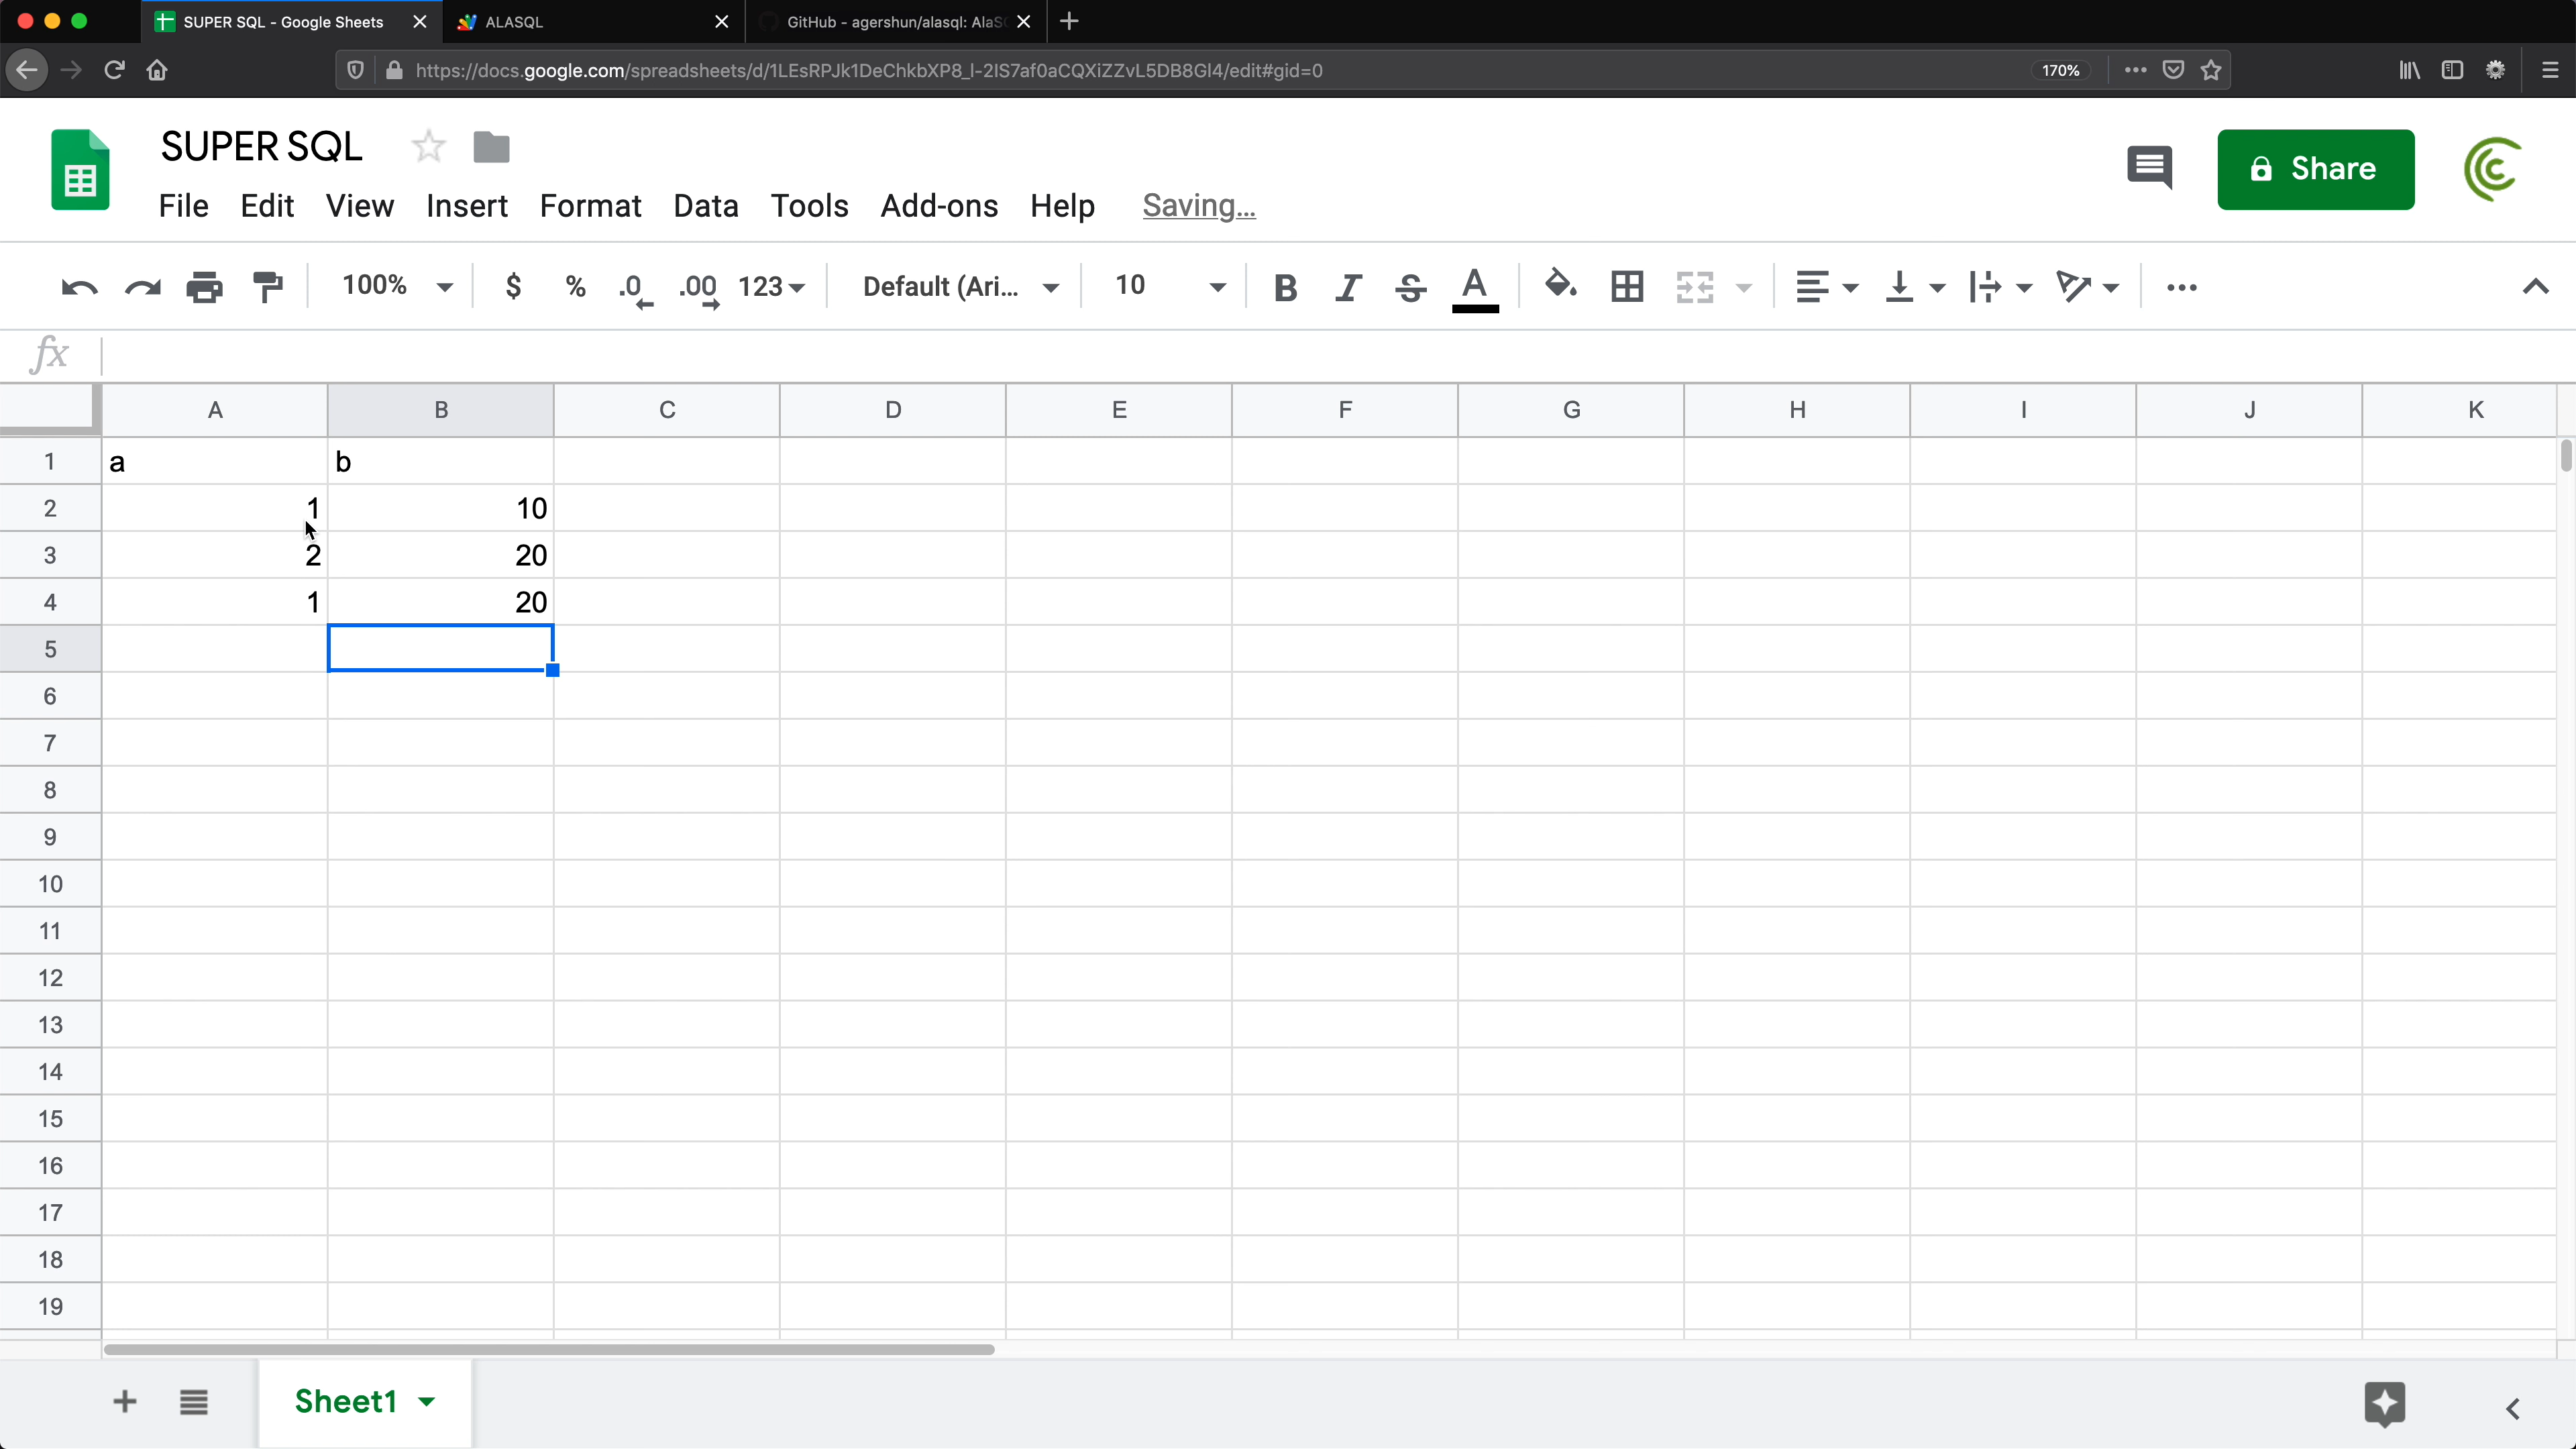 SUPER SQL - Google Sheets
ALASQL
GitHub - agershun/alasql: AlaSQ
https://docs.google.com/spreadsheets/d/1LEsRPJk1DeChkbXP8_l-2IS7af0aCQXiZZvL5DB8Gl4/edit#gid=0
170%
SUPER SQL
File Edit View Insert Format Data Tools Add-ons Help Saving...
Share
100% $ % .0 .00 123 Default (Ari... 10 B I S A
fx
A B C D E F G H I J K
1 a b
2 1 10
3 2 20
4 1 20
5
6
7
8
9
10
11
12
13
14
15
16
17
18
19
Sheet1